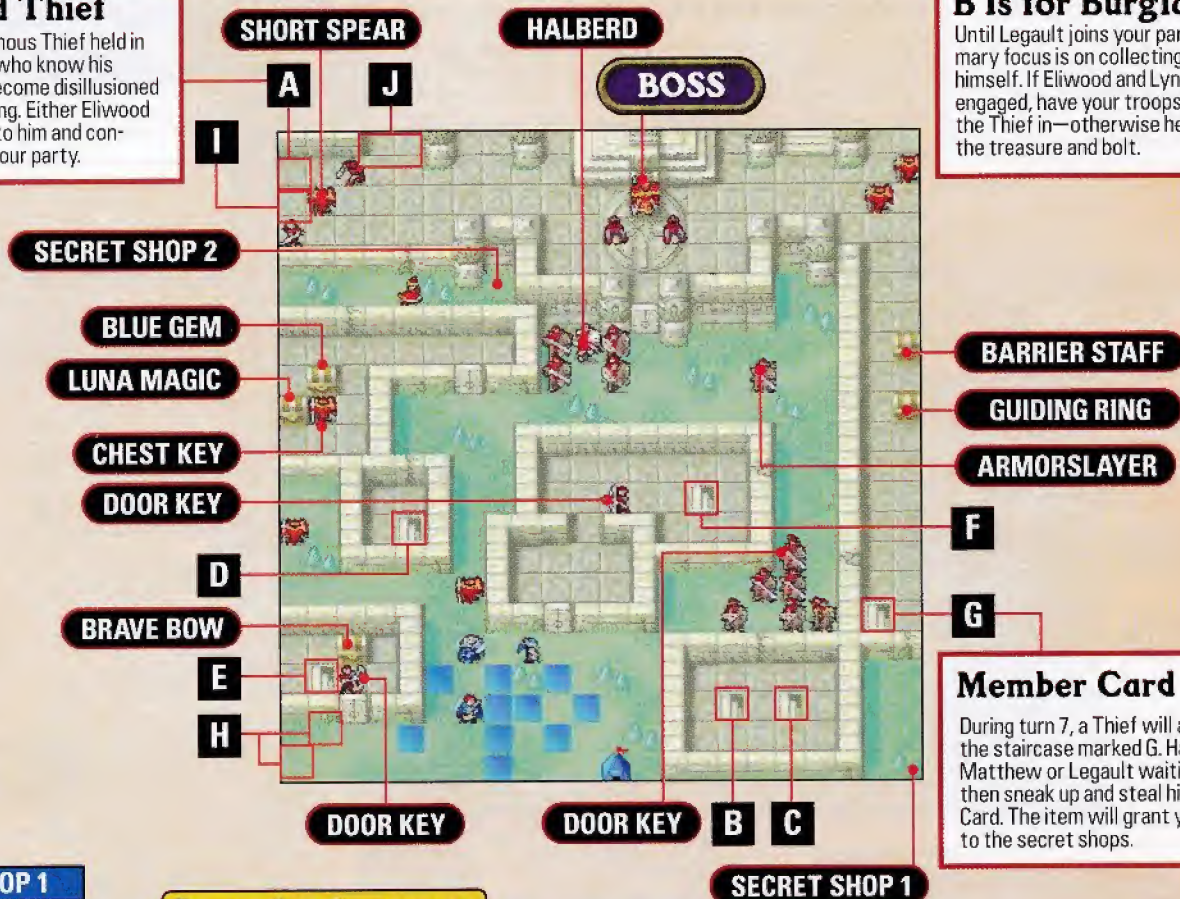 d Thief
nous Thief held in
who know his
ecome disillusioned
ng. Either Eliwood
to him and con-
our party.
SHORT SPEAR
HALBERD
BOSS
A
J
I
B is for Burgla
Until Legault joins your par
mary focus is on collecting
himself. If Eliwood and Lyn
engaged, have your troops
the Thief in—otherwise he
the treasure and bolt.
SECRET SHOP 2
BLUE GEM
LUNA MAGIC
CHEST KEY
DOOR KEY
D
BRAVE BOW
E
H
BARRIER STAFF
GUIDING RING
ARMORSLAYER
F
G
Member Card
During turn 7, a Thief will a
the staircase marked G. Ha
Matthew or Legault waiti
then sneak up and steal hi
Card. The item will grant y
to the secret shops.
DOOR KEY
DOOR KEY
B
C
SECRET SHOP 1
OP 1